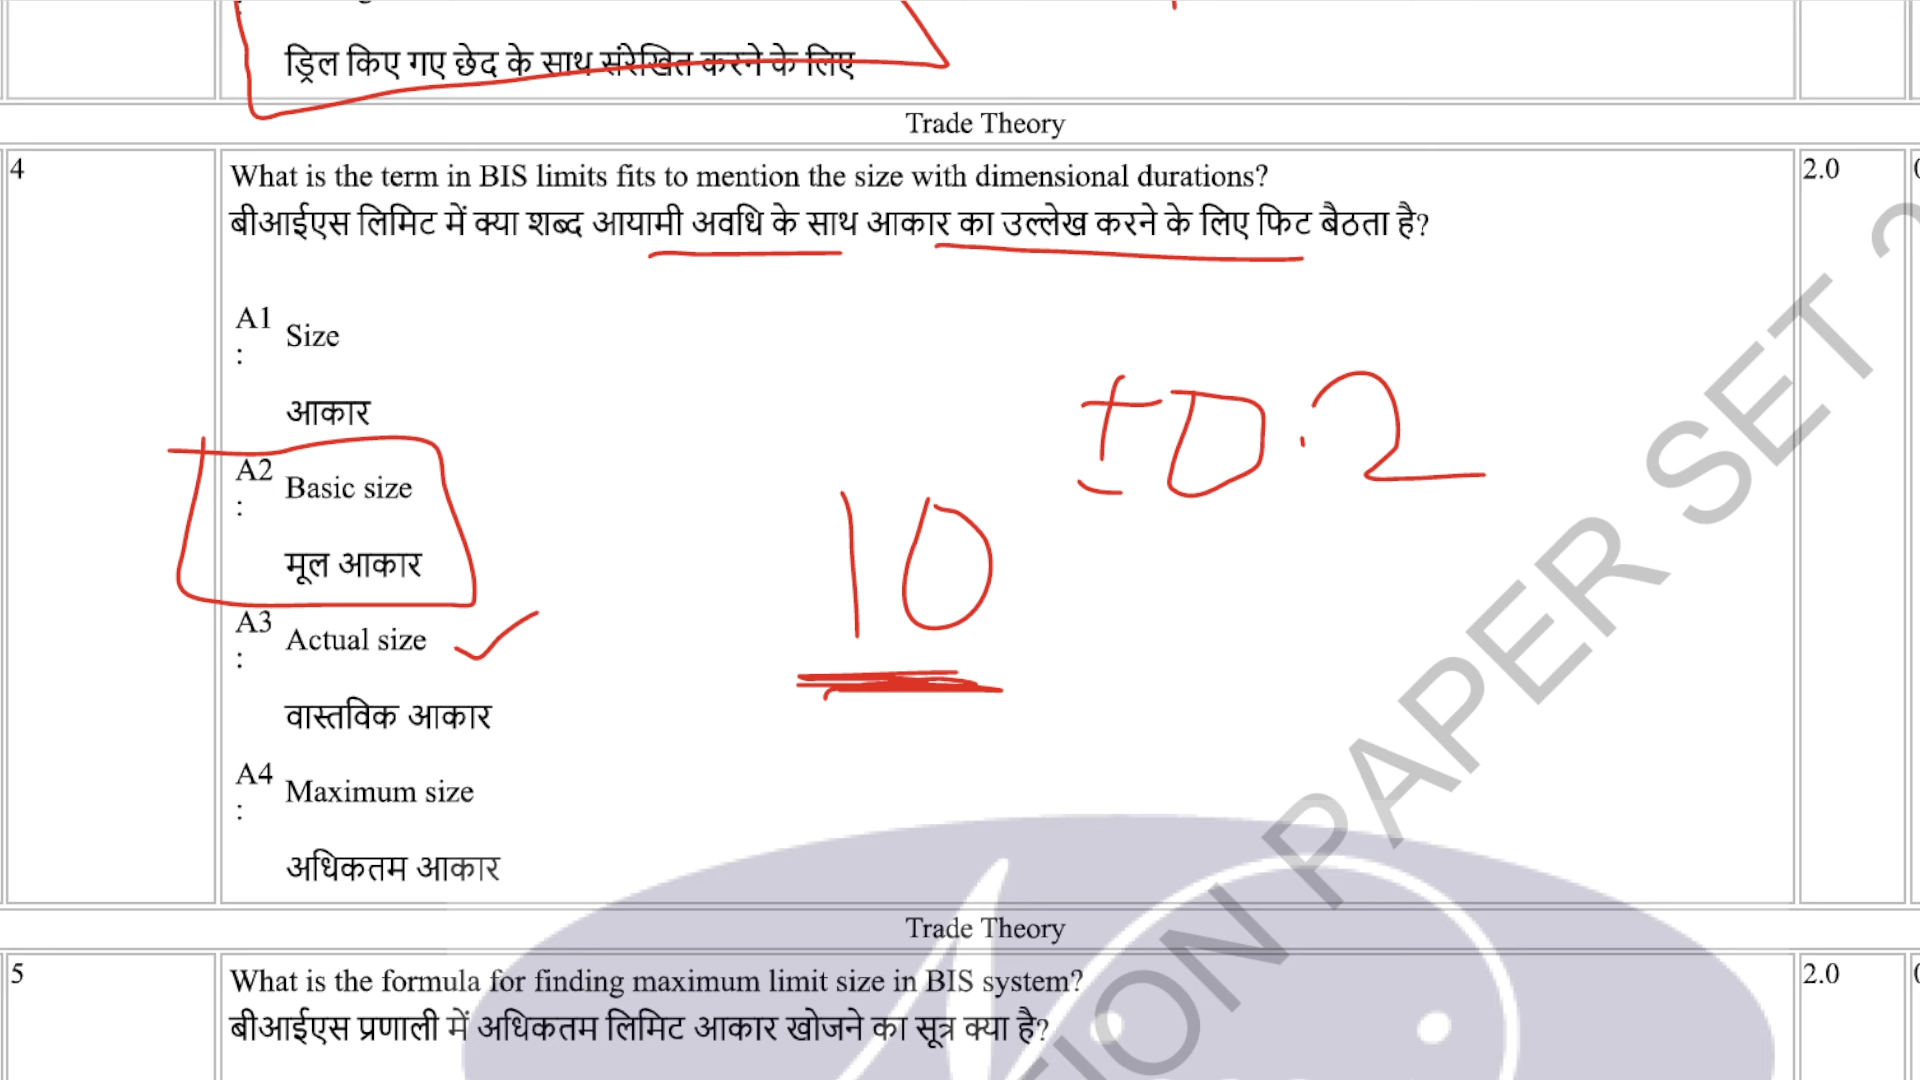 ड्रिल किए गए छेद के साथ संरेखित करने के लिए
Trade Theory
4
What is the term in BIS limits fits to mention the size with dimensional durations?
2.0
बीआईएस लिमिट में क्या शब्द आयामी अवधि के साथ आकार का उल्लेख करने के लिए फिट बैठता है?
A1
:
Size
आकार
±0.2
A2
:
Basic size
मूल आकार
10
A3
:
Actual size
वास्तविक आकार
A4
:
Maximum size
अधिकतम आकार
Trade Theory
5
What is the formula for finding maximum limit size in BIS system?
2.0
बीआईएस प्रणाली में अधिकतम लिमिट आकार खोजने का सूत्र क्या है?
TION PAPER SET